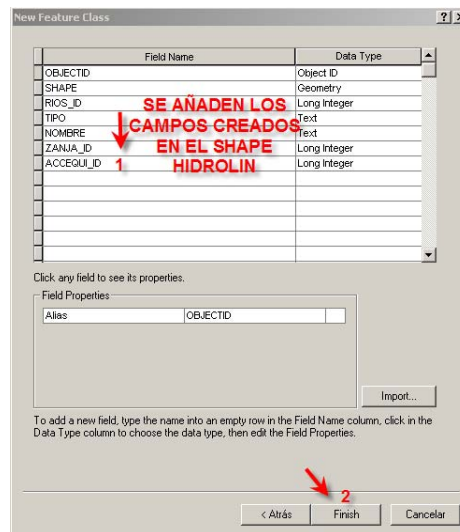 New Feature Class
Field Name Data Type
OBJECTID Object ID
SHAPE Geometry
RIOS_ID Long Integer
TIPO Text
NOMBRE Text
ZANJA_ID Long Integer
ACCEQUI_ID Long Integer
SE AÑADEN LOS
CAMPOS CREADOS
EN EL SHAPE
1 HIDROLIN
Click any field to see its properties.
Field Properties
Alias OBJECTID
Import...
To add a new field, type the name into an empty row in the Field Name column, click in the
Data Type column to choose the data type, then edit the Field Properties.
2
< Atrás Finish Cancelar